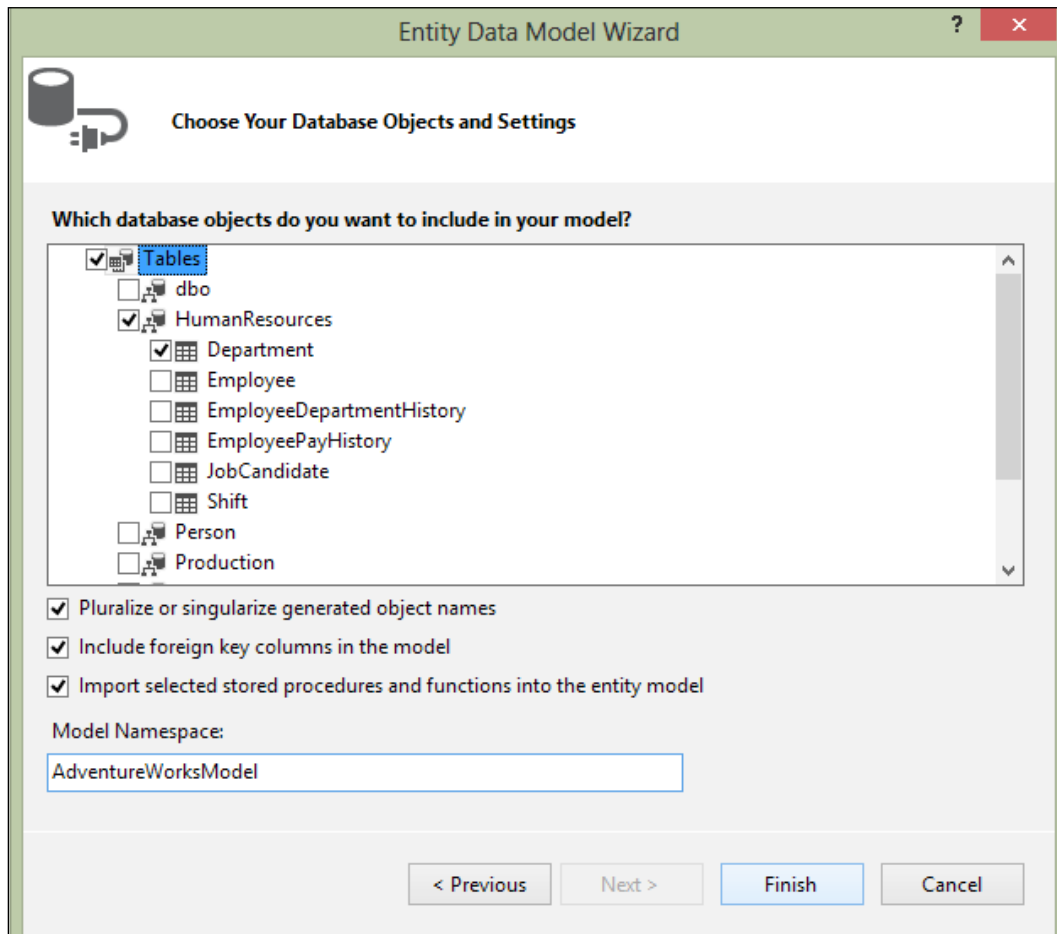 Entity Data Model Wizard
?
Choose Your Database Objects and Settings
Which database objects do you want to include in your model?
Tables
dbo
HumanResources
Department
Employee
EmployeeDepartmentHistory
EmployeePayHistory
JobCandidate
Shift
Person
Production
Pluralize or singularize generated object names
Include foreign key columns in the model
Import selected stored procedures and functions into the entity model
Model Namespace:
AdventureWorksModel
< Previous Next > Finish Cancel